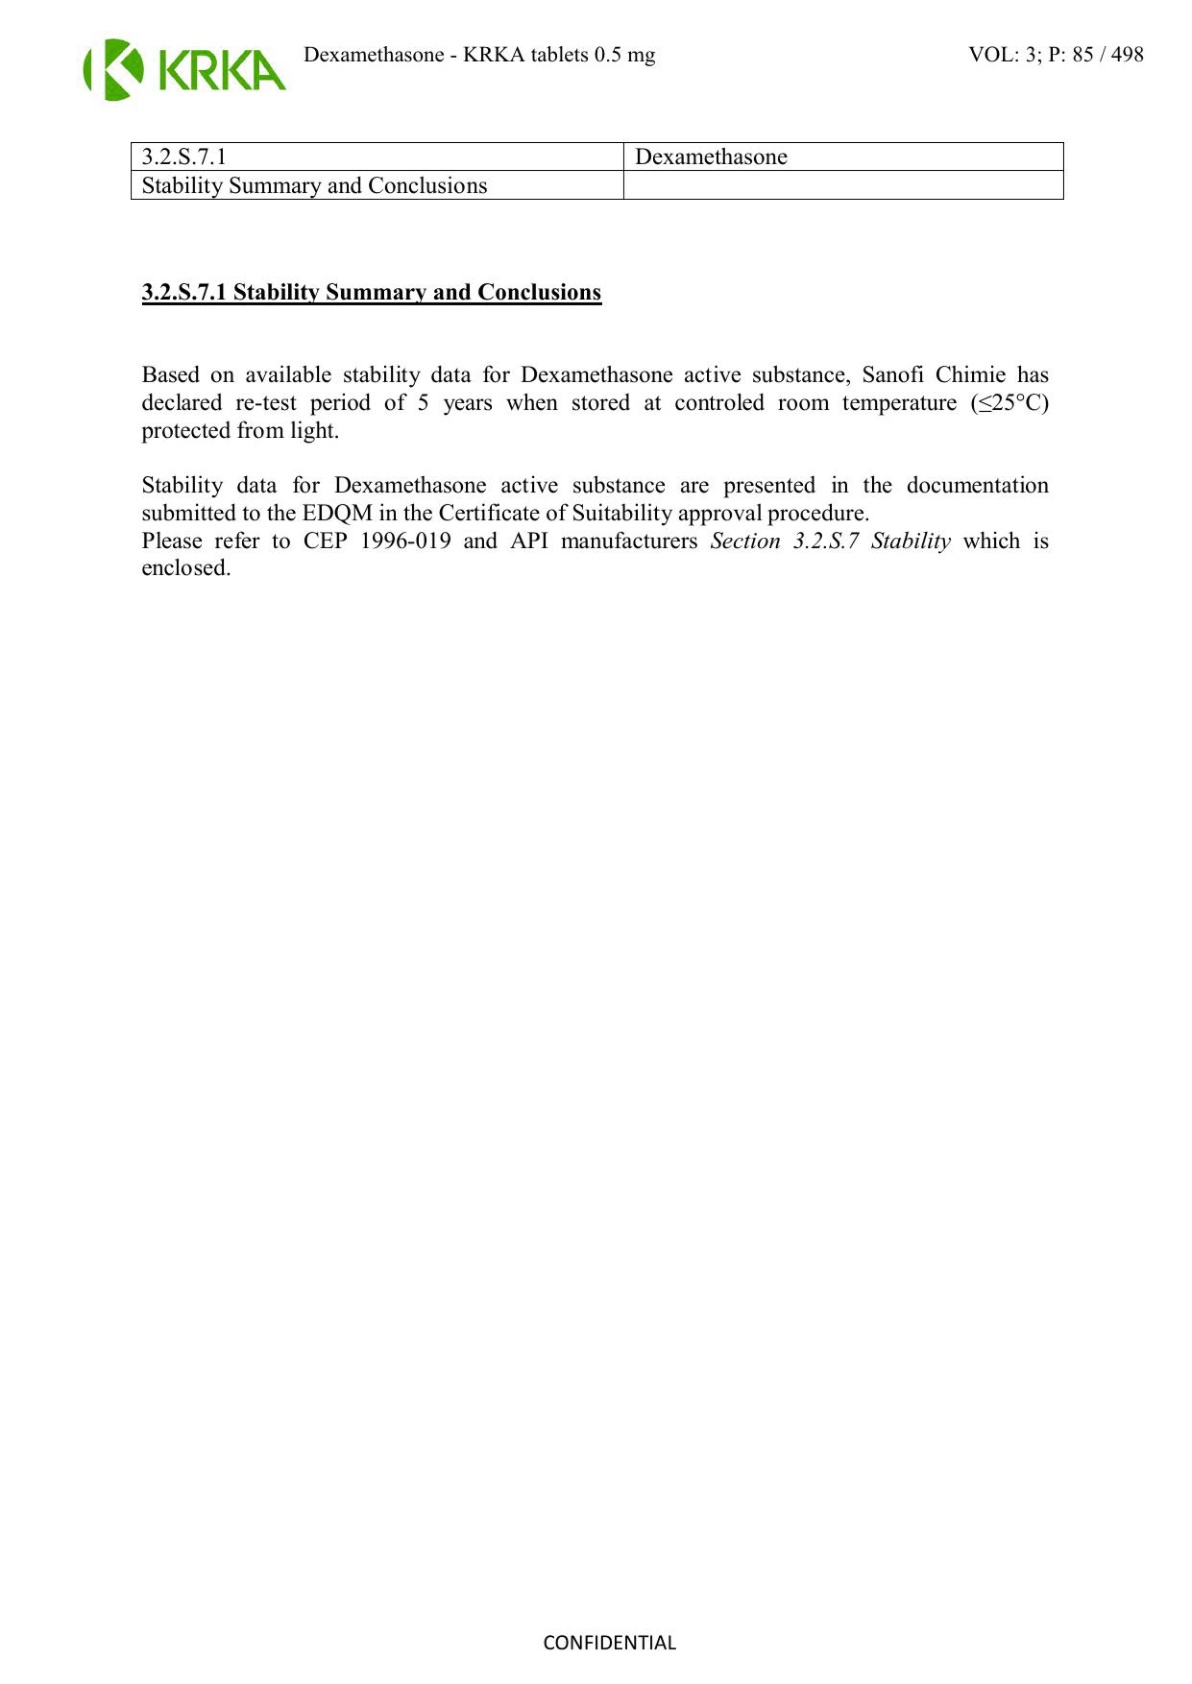 KRKA
Dexamethasone - KRKA tablets 0.5 mg
VOL: 3; P: 85 / 498
3.2.S.7.1
Dexamethasone
Stability Summary and Conclusions
3.2.S.7.1 Stability Summary and Conclusions
Based on available stability data for Dexamethasone active substance, Sanofi Chimie has
declared re-test period of 5 years when stored at controled room temperature (≤25°C)
protected from light.
Stability data for Dexamethasone active substance are presented in the documentation
submitted to the EDQM in the Certificate of Suitability approval procedure.
Please refer to CEP 1996-019 and API manufacturers Section 3.2.S.7 Stability which is
enclosed.
CONFIDENTIAL